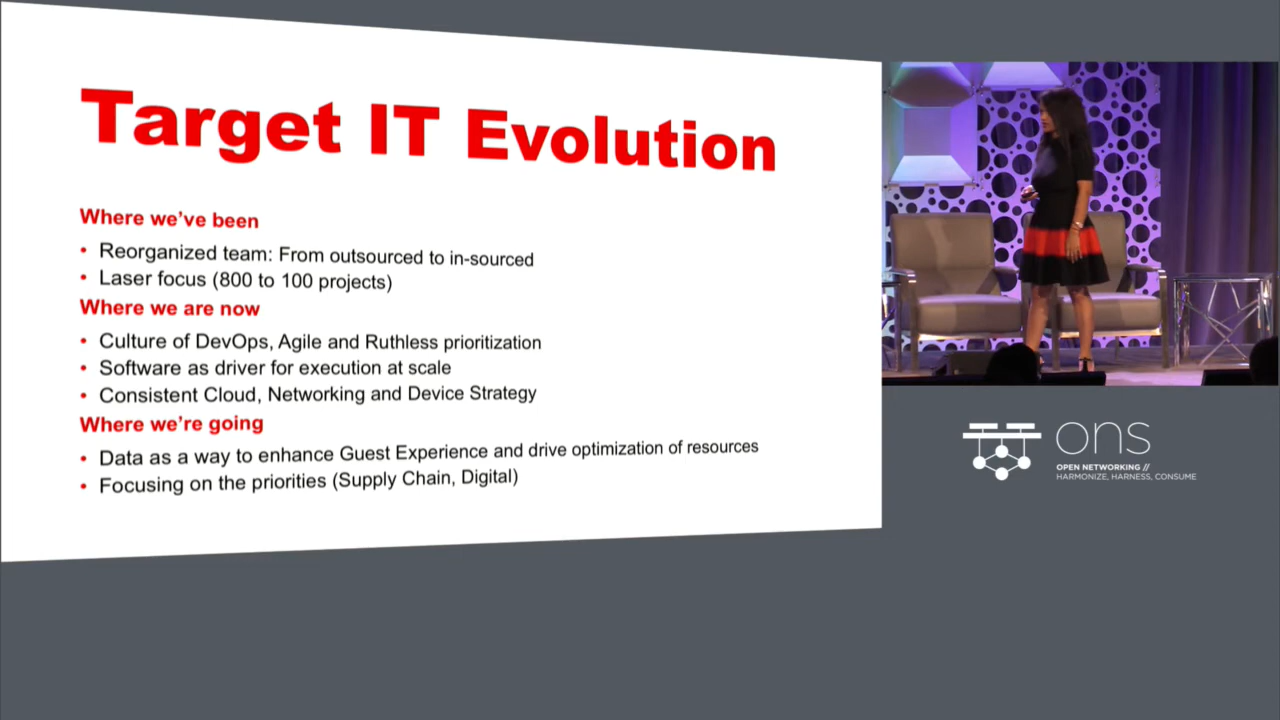 Target IT Evolution
Where we've been
• Reorganized team: From outsourced to in-sourced
• Laser focus (800 to 100 projects)
Where we are now
• Culture of DevOps, Agile and Ruthless prioritization
• Software as driver for execution at scale
• Consistent Cloud, Networking and Device Strategy
Where we're going
• Data as a way to enhance Guest Experience and drive optimization of resources
• Focusing on the priorities (Supply Chain, Digital)
ons
OPEN NETWORKING //
HARMONIZE, HARNESS, CONSUME